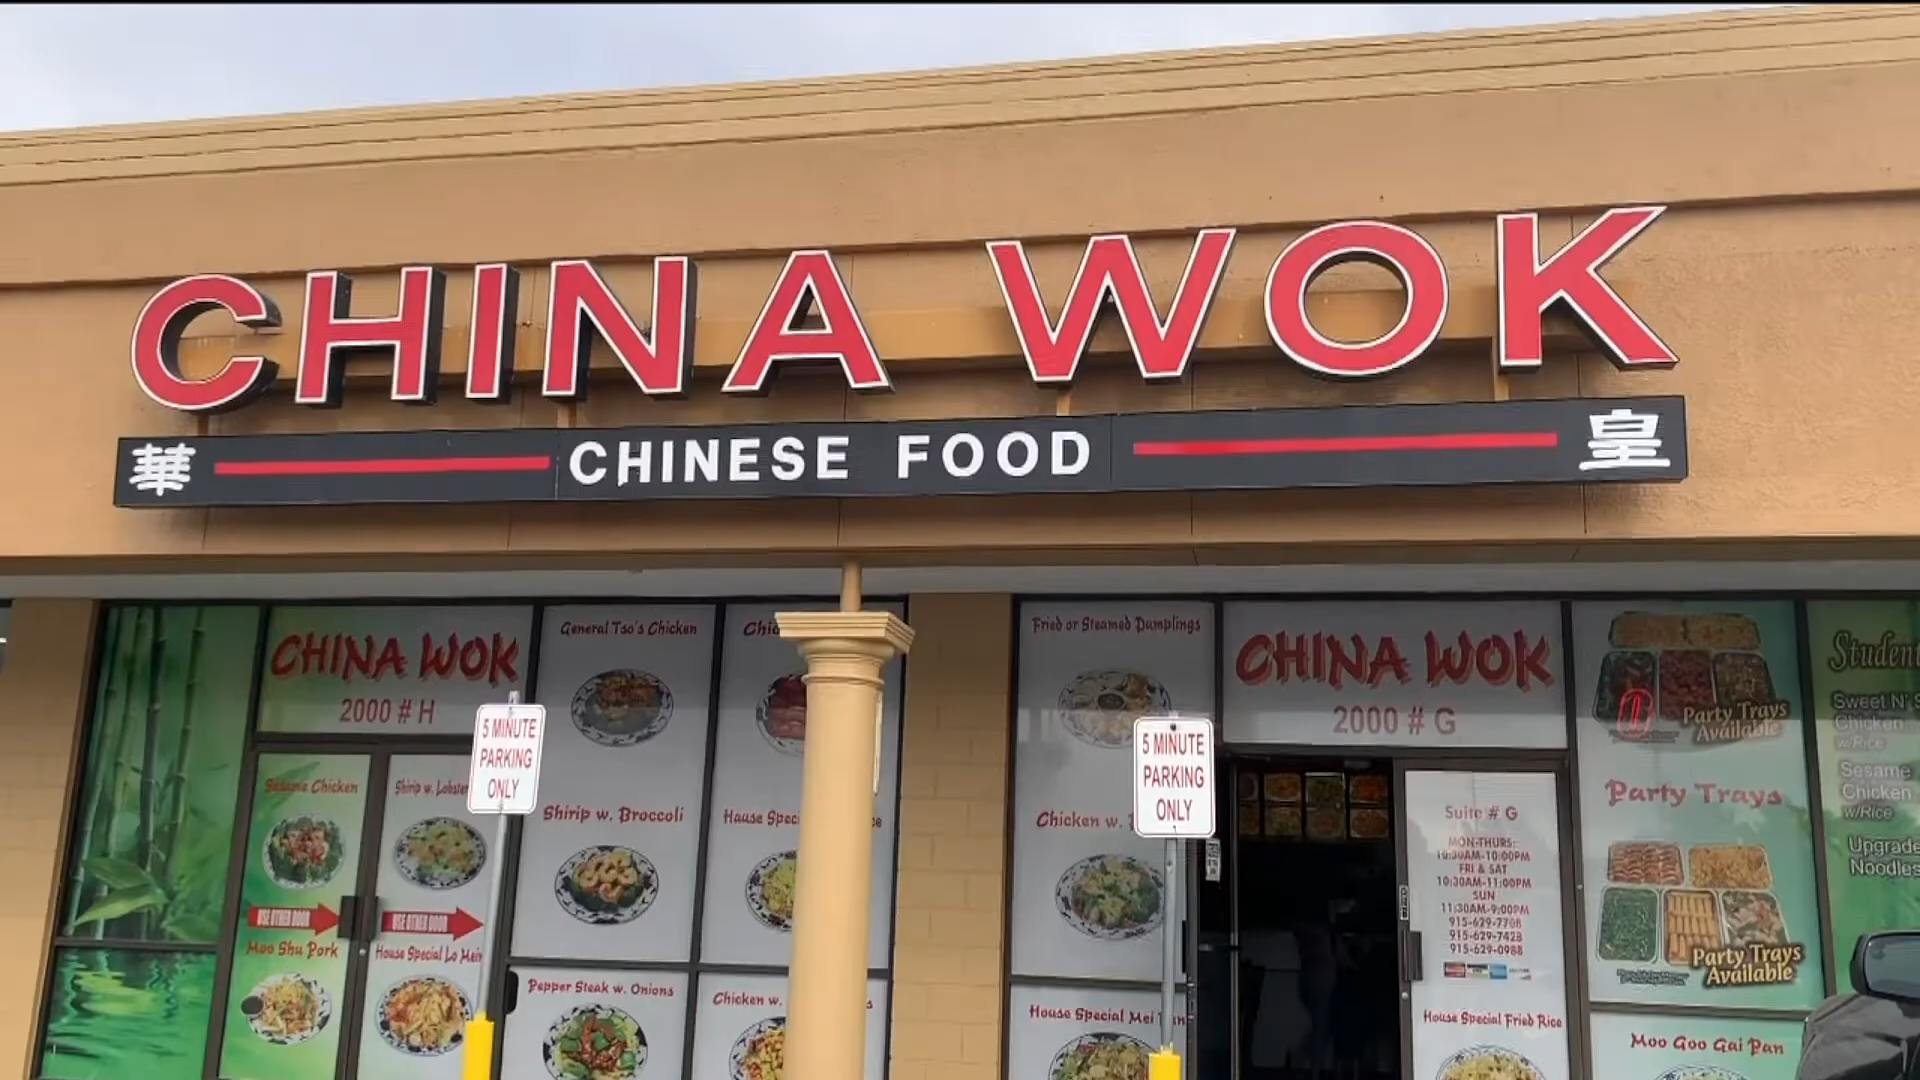 CHINA WOK
華 CHINESE FOOD 皇
CHINA WOK
2000 # H
5 MINUTE
PARKING
ONLY
Sesame Chicken
Shirip w. Lobster
USE OTHER DOOR
USE OTHER DOOR
Moo Shu Pork
House Special Lo Mein
General Tso's Chicken
Shirip w. Broccoli
Hause
Pepper Steak w. Onions
Chicken w.
Fried or Steamed Dumplings
Chicken w.
House Special Mei
5 MINUTE
PARKING
ONLY
CHINA WOK
2000 # G
Suite # G
MON-THURS:
10:30AM-10:00PM
FRI & SAT
10:30AM-11:00PM
SUN
11:30AM-9:00PM
915-629-7708
915-629-7428
915-629-0988
House Special Fried Rice
Party Trays
Available
Party Trays
Party Trays
Available
Moo Goo Gai Pan
Student
Sweet N'
Chicken
w/Rice
Sesame
Chicken
w/Rice
Upgrade
Noodles